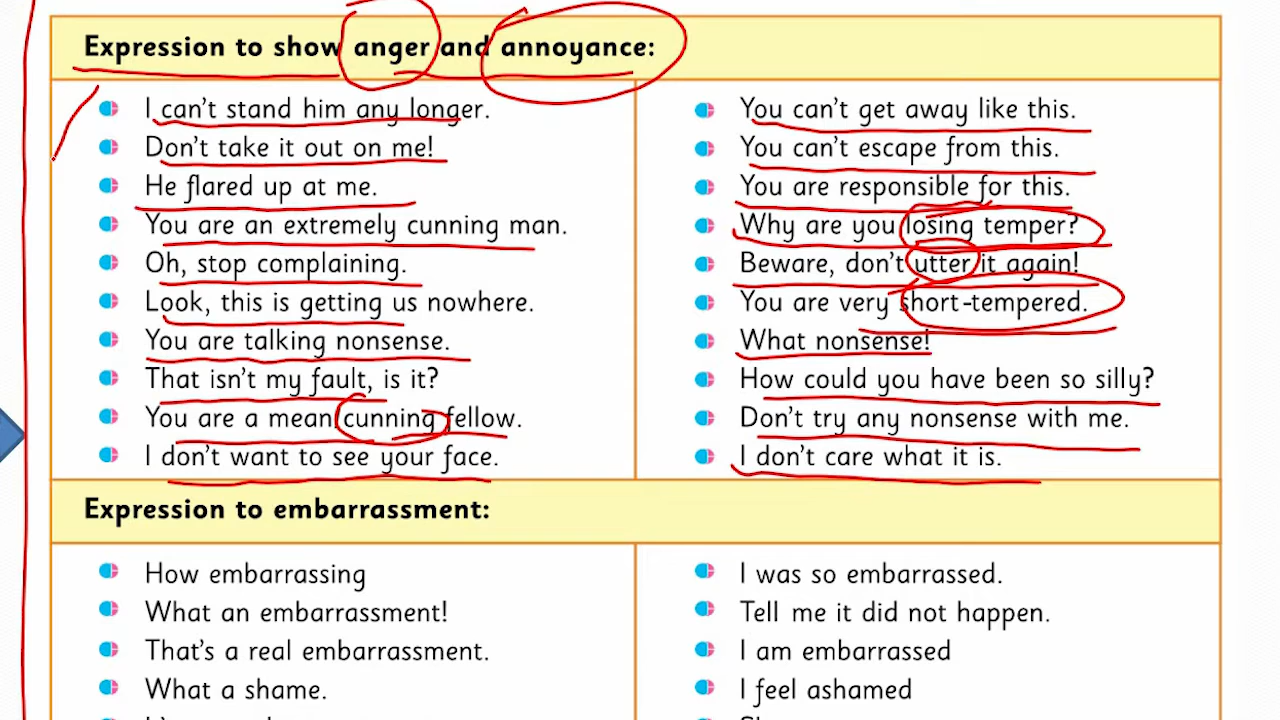 Expression to show anger and annoyance:
I can't stand him any longer.
Don't take it out on me!
He flared up at me.
You are an extremely cunning man.
Oh, stop complaining.
Look, this is getting us nowhere.
You are talking nonsense.
That isn't my fault, is it?
You are a mean cunning fellow.
I don't want to see your face.
You can't get away like this.
You can't escape from this.
You are responsible for this.
Why are you losing temper?
Beware, don't utter it again!
You are very short-tempered.
What nonsense!
How could you have been so silly?
Don't try any nonsense with me.
I don't care what it is.
Expression to embarrassment:
How embarrassing
What an embarrassment!
That's a real embarrassment.
What a shame.
I was so embarrassed.
Tell me it did not happen.
I am embarrassed
I feel ashamed